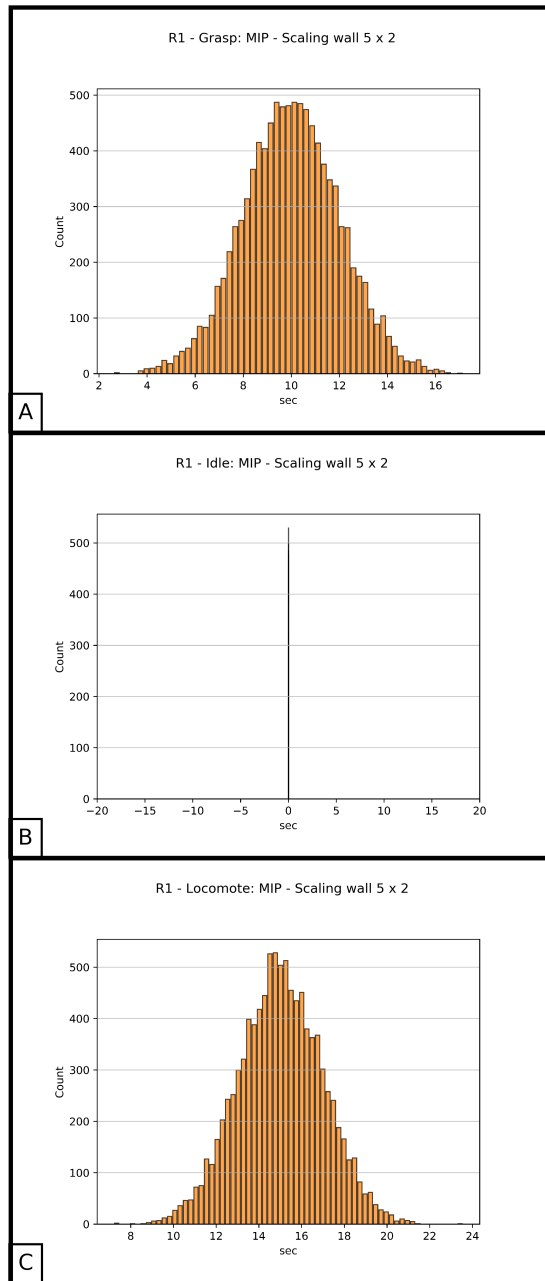 R1 - Grasp: MIP - Scaling wall 5 x 2
500
400
300
200
100
0
Count
2 4 6 8 10 12 14 16
sec
A
R1 - Idle: MIP - Scaling wall 5 x 2
500
400
300
200
100
0
Count
−20 −15 −10 −5 0 5 10 15 20
sec
B
R1 - Locomote: MIP - Scaling wall 5 x 2
500
400
300
200
100
0
Count
8 10 12 14 16 18 20 22 24
sec
C